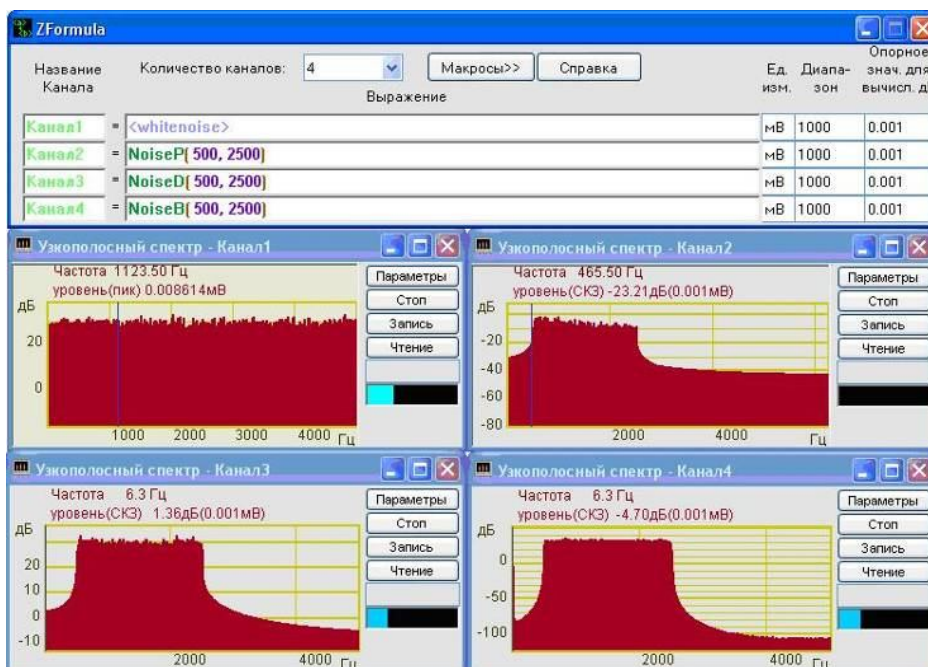 ZFormula
Название Канала
Количество каналов: 4
Макросы>> Справка
Выражение
Ед. изм.
Диапа-зон
Опорное знач. для вычисл. д
Канал1 = <whitenoise> мВ 1000 0.001
Канал2 = NoiseP( 500, 2500) мВ 1000 0.001
Канал3 = NoiseD( 500, 2500) мВ 1000 0.001
Канал4 = NoiseB( 500, 2500) мВ 1000 0.001
Узкополосный спектр - Канал1
Частота 1123.50 Гц
уровень(пик) 0.008614мВ
дБ
20
0
1000 2000 3000 4000 Гц
Параметры
Стоп
Запись
Чтение
Узкополосный спектр - Канал2
Частота 465.50 Гц
уровень(СКЗ) -23.21дБ(0.001мВ)
дБ
0
-20
-40
-60
-80
2000 4000 Гц
Параметры
Стоп
Запись
Чтение
Узкополосный спектр - Канал3
Частота 6.3 Гц
уровень(СКЗ) 1.36дБ(0.001мВ)
дБ
20
10
0
-10
2000 4000 Гц
Параметры
Стоп
Запись
Чтение
Узкополосный спектр - Канал4
Частота 6.3 Гц
уровень(СКЗ) -4.70дБ(0.001мВ)
дБ
0
-50
-100
2000 4000 Гц
Параметры
Стоп
Запись
Чтение